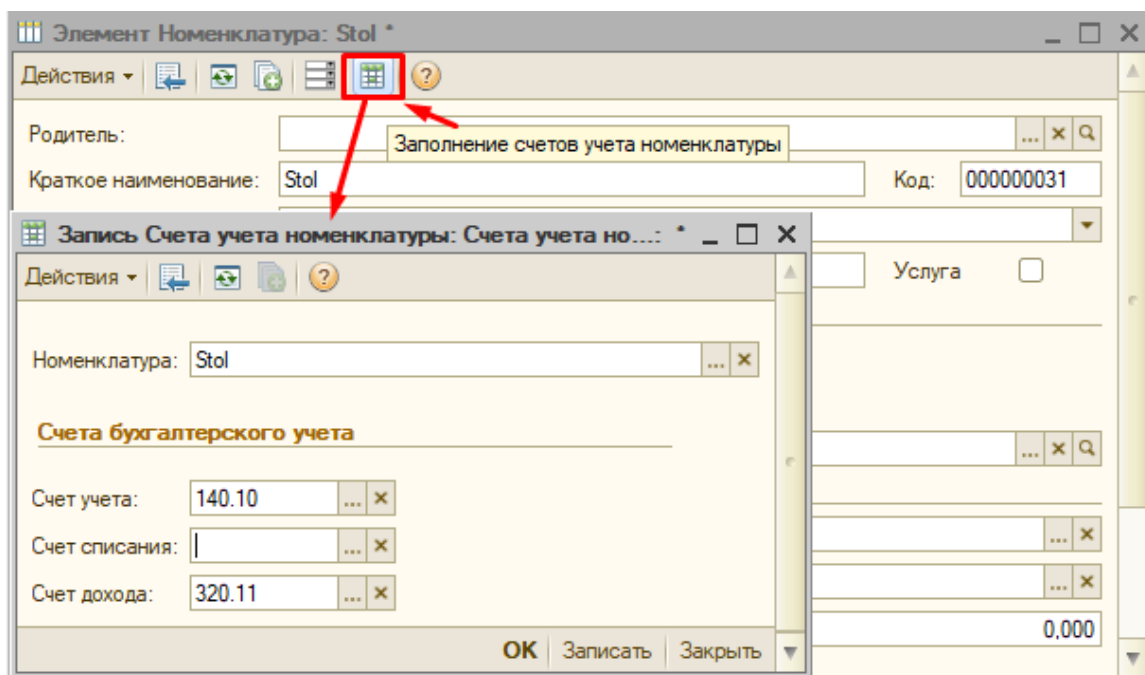 Элемент Номенклатура: Stol *
Действия
Родитель:
Заполнение счетов учета номенклатуры
Краткое наименование: Stol Код: 000000031
Запись Счета учета номенклатуры: Счета учета но...: *
Действия
Услуга
Номенклатура: Stol ...
Счета бухгалтерского учета
...
Счет учета: 140.10 ...
Счет списания: ...
Счет дохода: 320.11 ...
0,000
OK Записать Закрыть